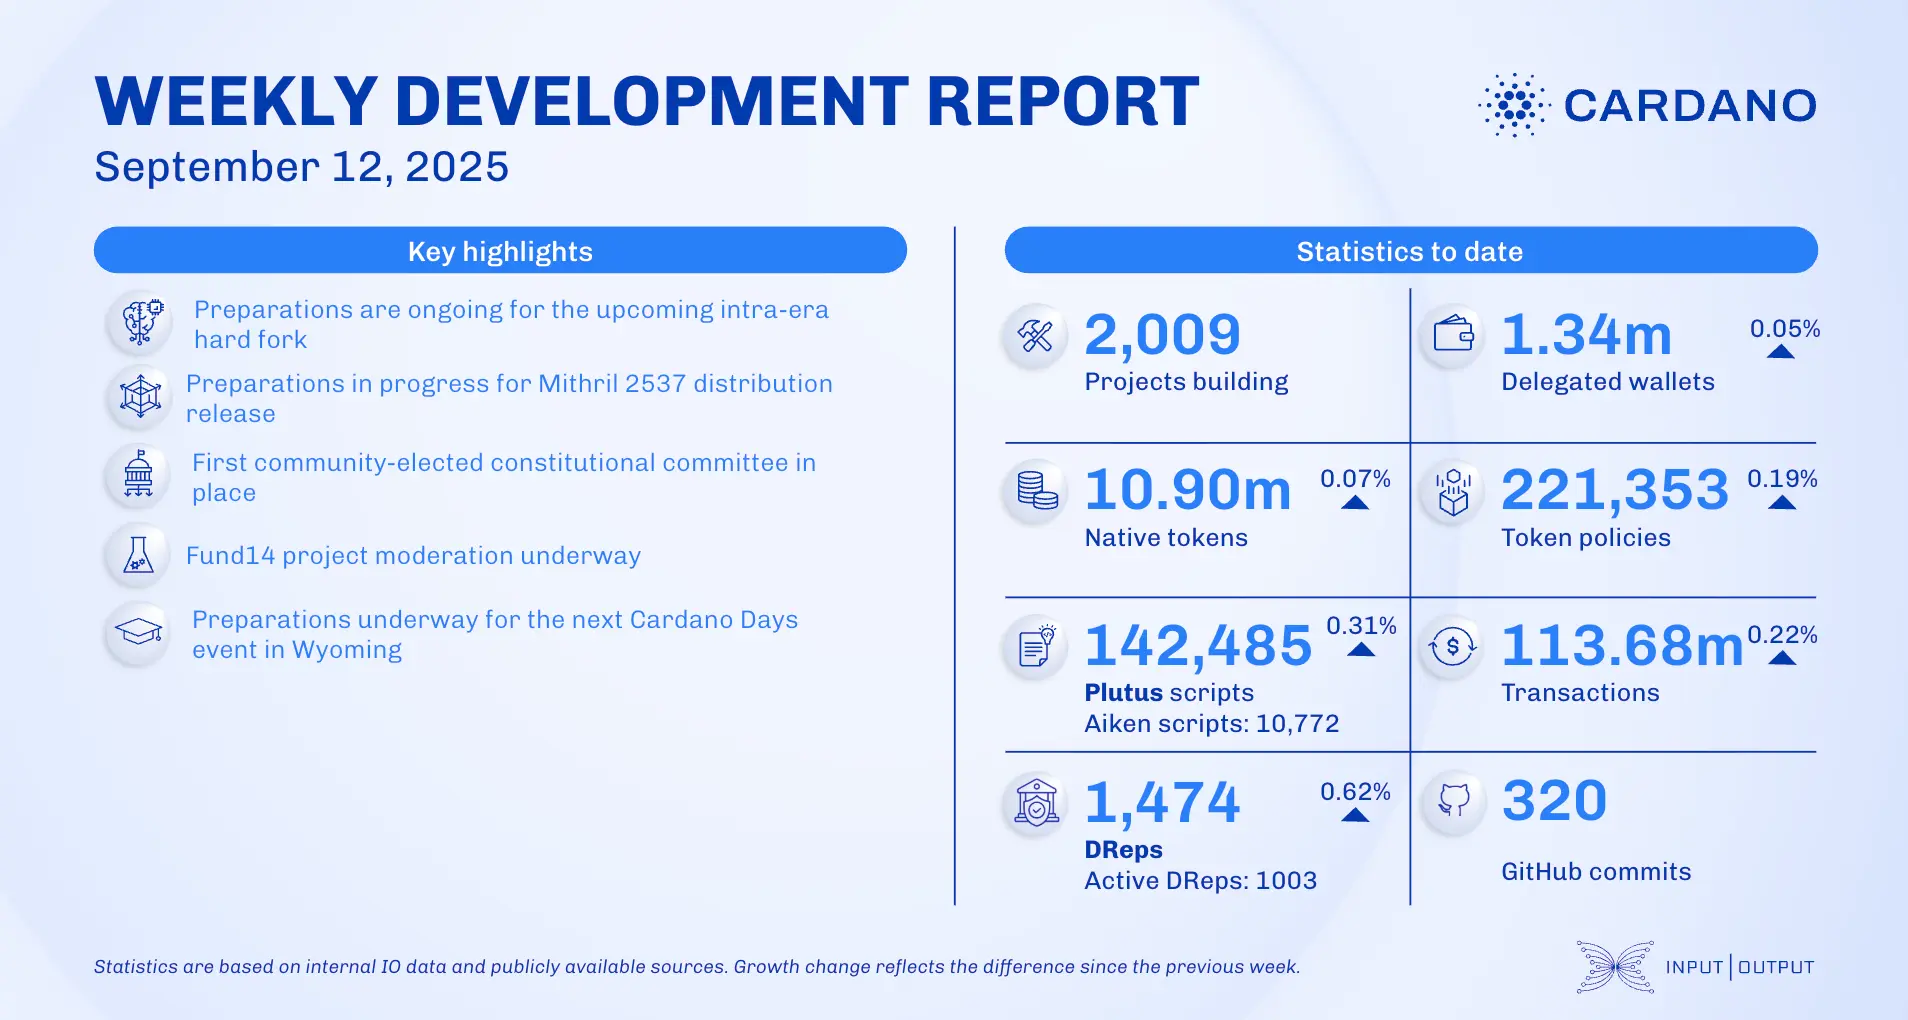 WEEKLY DEVELOPMENT REPORT
September 12, 2025
CARDANO
Key highlights
Preparations are ongoing for the upcoming intra-era
hard fork
Preparations in progress for Mithril 2537 distribution
release
First community-elected constitutional committee in
place
Fund14 project moderation underway
Preparations underway for the next Cardano Days
event in Wyoming
Statistics to date
2,009
Projects building
1.34m
0.05%
Delegated wallets
10.90m
0.07%
Native tokens
221,353
0.19%
Token policies
142,485
0.31%
Plutus scripts
Aiken scripts: 10,772
$
113.68m
0.22%
Transactions
1,474
0.62%
DReps
Active DReps: 1003
320
GitHub commits
Statistics are based on internal IO data and publicly available sources. Growth change reflects the difference since the previous week.
INPUT | OUTPUT